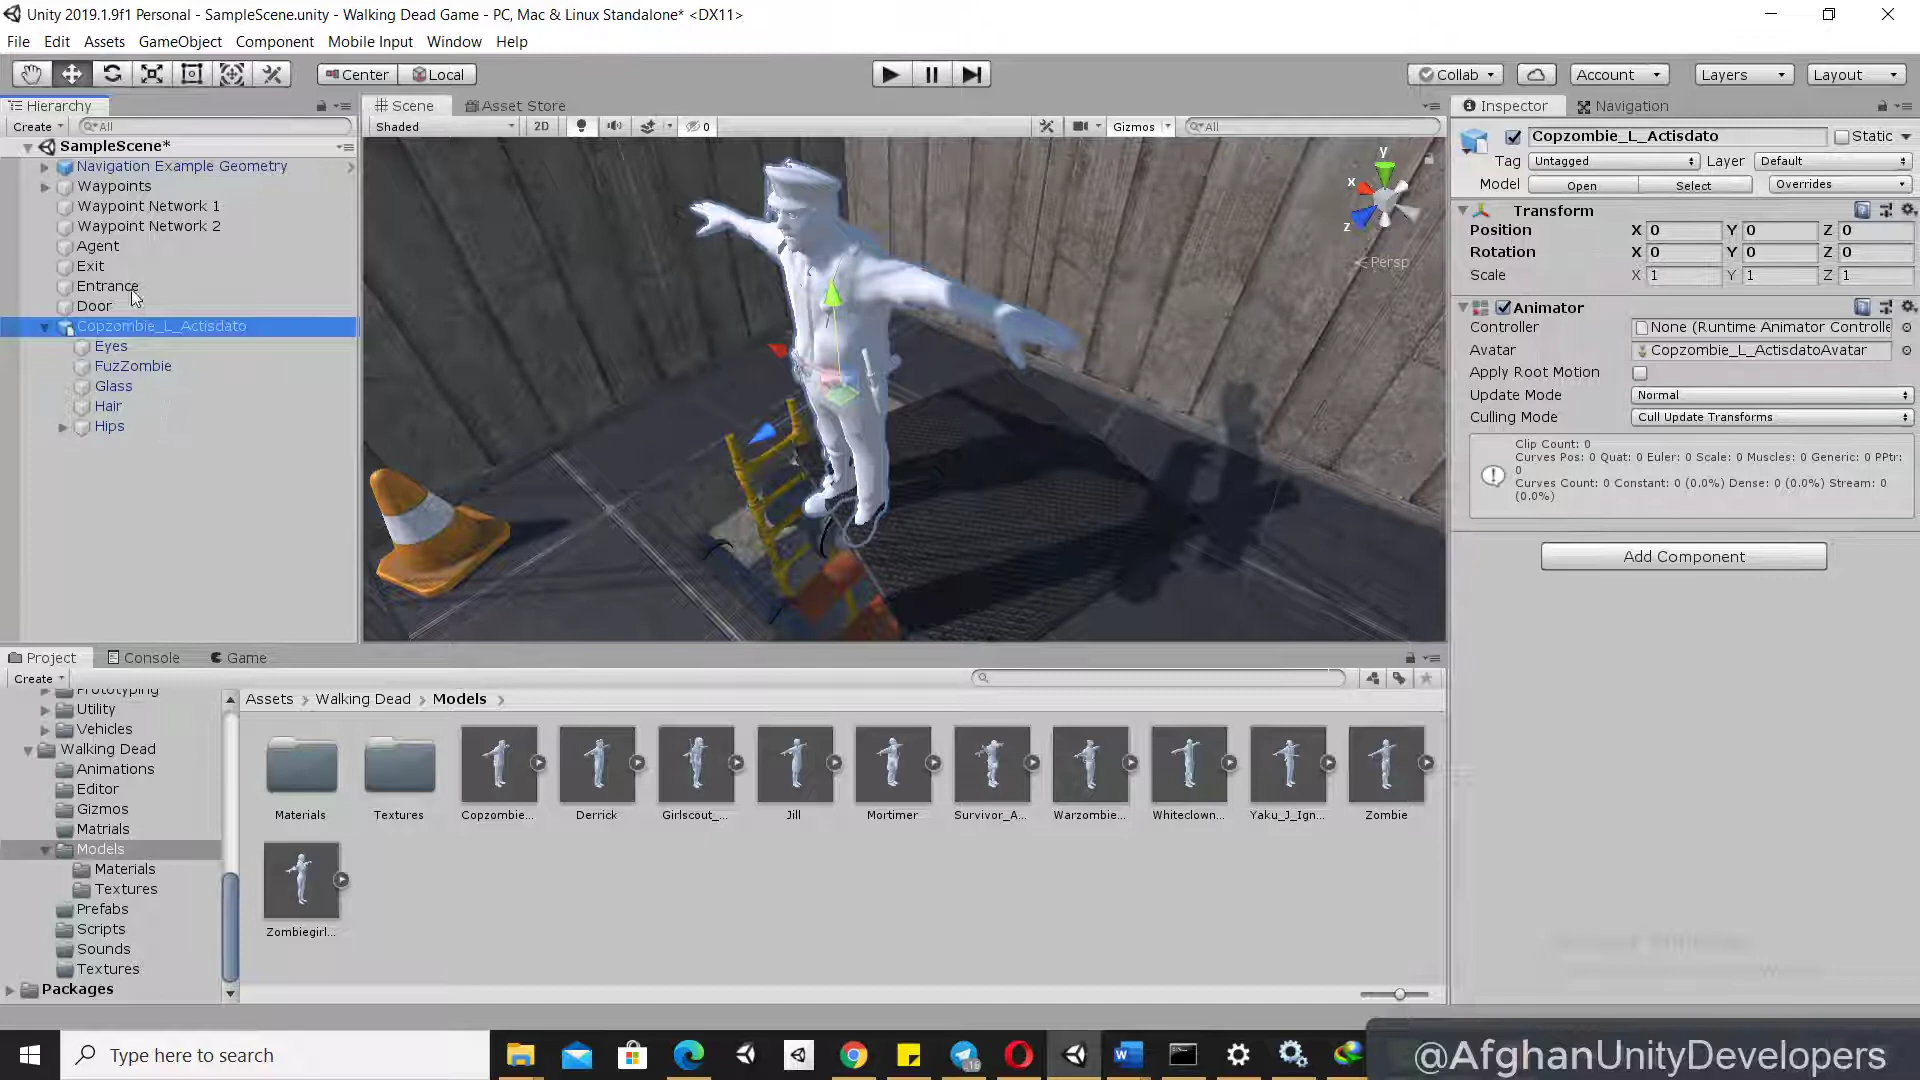 Unity 2019.1.9f1 Personal - SampleScene.unity - Walking Dead Game - PC, Mac & Linux Standalone* <DX11>
File Edit Assets GameObject Component Mobile Input Window Help
Center Local Collab Account Layers Layout
Hierarchy
Create All
SampleScene*
Navigation Example Geometry
Waypoints
Waypoint Network 1
Waypoint Network 2
Agent
Exit
Entrance
Door
Copzombie_L_Actisdato
Eyes
FuzZombie
Glass
Hair
Hips
Scene Asset Store
Shaded 2D 0 Gizmos All
y
x
z
Persp
Inspector Navigation
Copzombie_L_Actisdato Static
Tag Untagged Layer Default
Model Open Select Overrides
Transform
Position X 0 Y 0 Z 0
Rotation X 0 Y 0 Z 0
Scale X 1 Y 1 Z 1
Animator
Controller None (Runtime Animator Controlle
Avatar Copzombie_L_ActisdatoAvatar
Apply Root Motion
Update Mode Normal
Culling Mode Cull Update Transforms
Clip Count: 0
Curves Pos: 0 Quat: 0 Euler: 0 Scale: 0 Muscles: 0 Generic: 0 PPtr:
0
Curves Count: 0 Constant: 0 (0.0%) Dense: 0 (0.0%) Stream: 0
(0.0%)
Add Component
Project Console Game
Create
Prototyping
Utility
Vehicles
Walking Dead
Animations
Editor
Gizmos
Matrials
Models
Materials
Textures
Prefabs
Scripts
Sounds
Textures
Packages
Assets Walking Dead Models
Materials Textures Copzombie... Derrick Girlscout_... Jill Mortimer Survivor_A... Warzombie... Whiteclown... Yaku_J_Ign... Zombie
Zombiegirl...
Type here to search
16
@AfghanUnityDevelopers